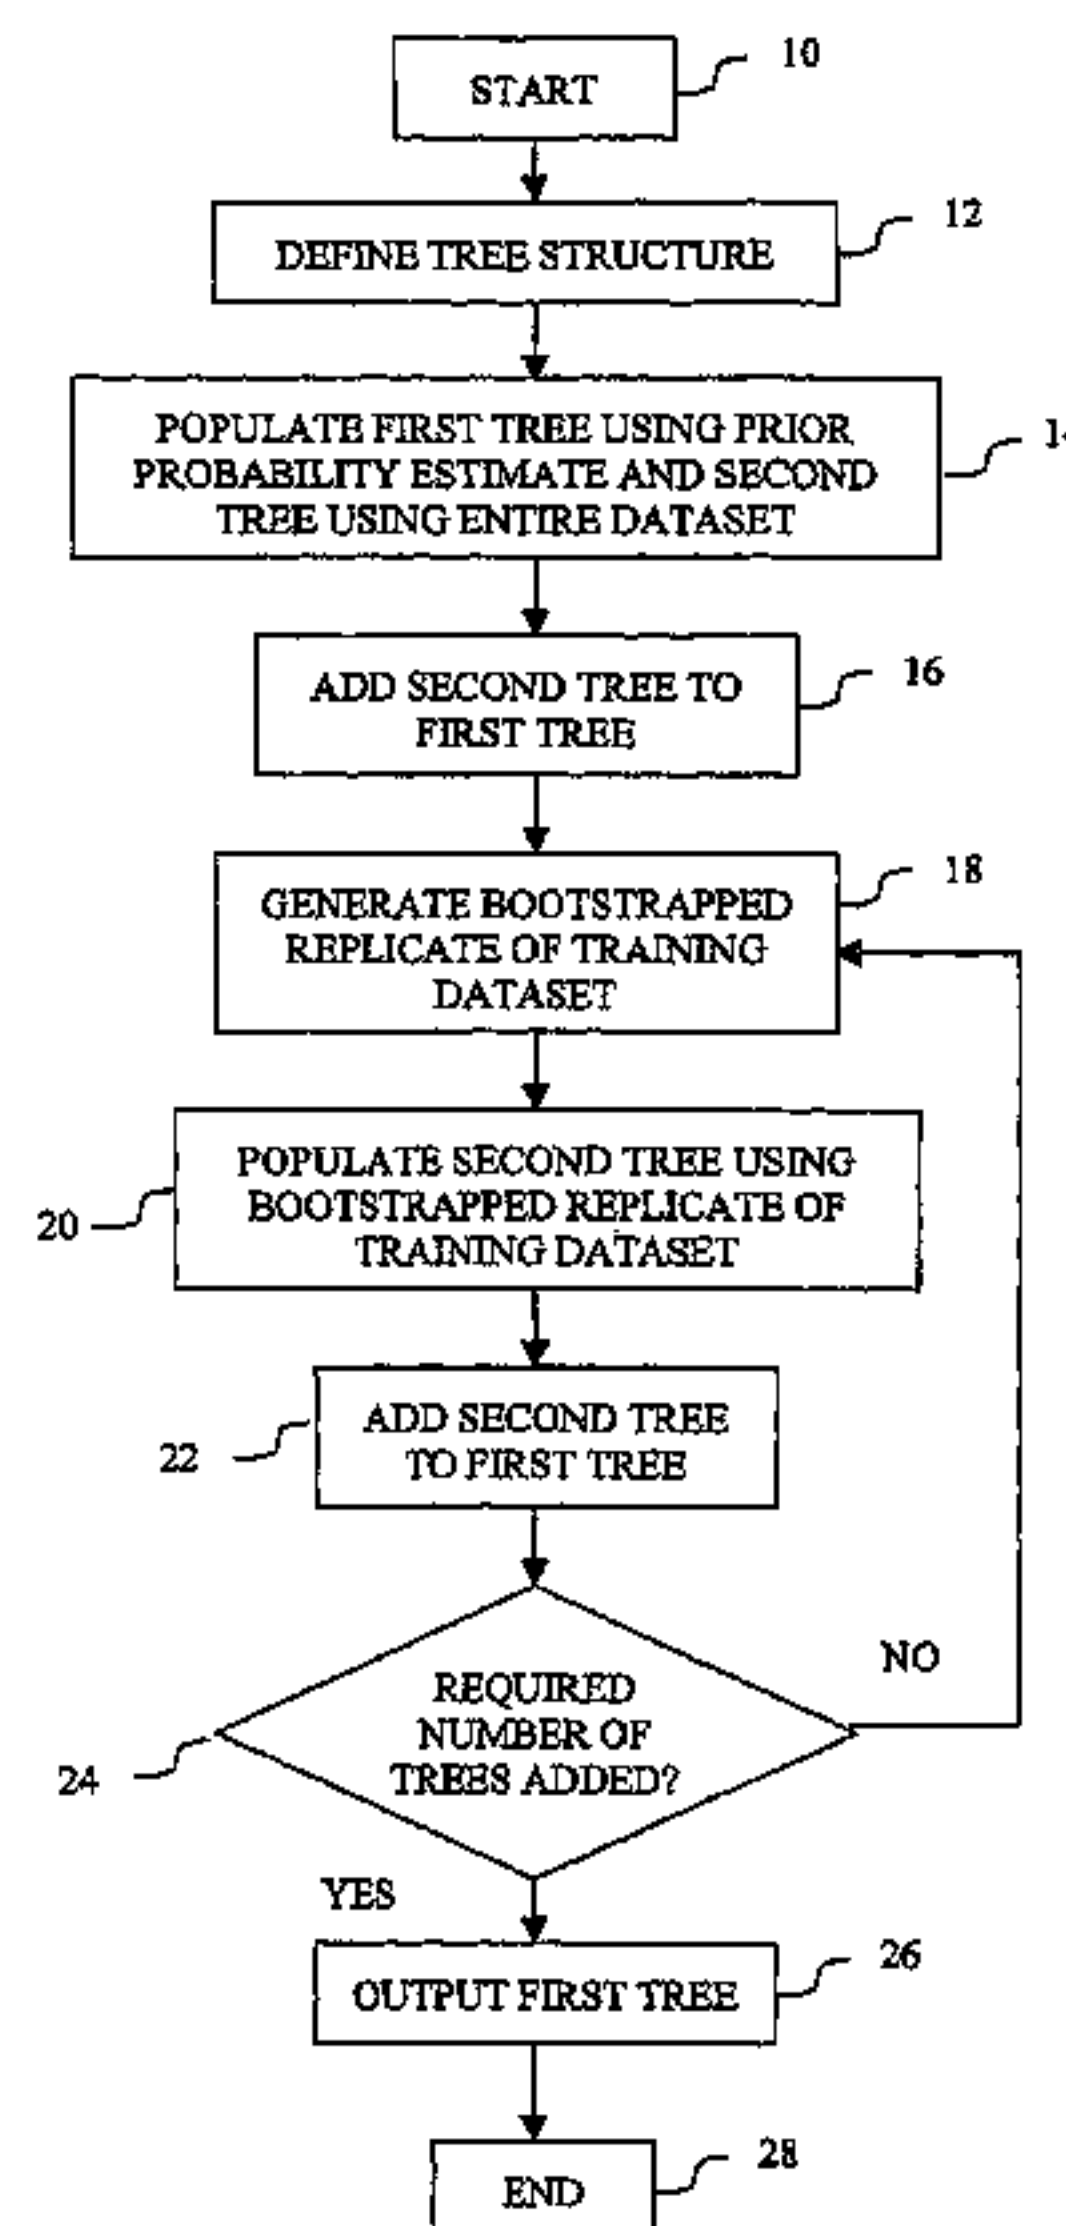 START
10
DEFINE TREE STRUCTURE
12
POPULATE FIRST TREE USING PRIOR
PROBABILITY ESTIMATE AND SECOND
TREE USING ENTIRE DATASET
ADD SECOND TREE TO
FIRST TREE
16
GENERATE BOOTSTRAPPED
REPLICATE OF TRAINING
DATASET
18
POPULATE SECOND TREE USING
BOOTSTRAPPED REPLICATE OF
TRAINING DATASET
20
ADD SECOND TREE
TO FIRST TREE
22
REQUIRED
NUMBER OF
TREES ADDED?
24
NO
YES
OUTPUT FIRST TREE
26
END
28